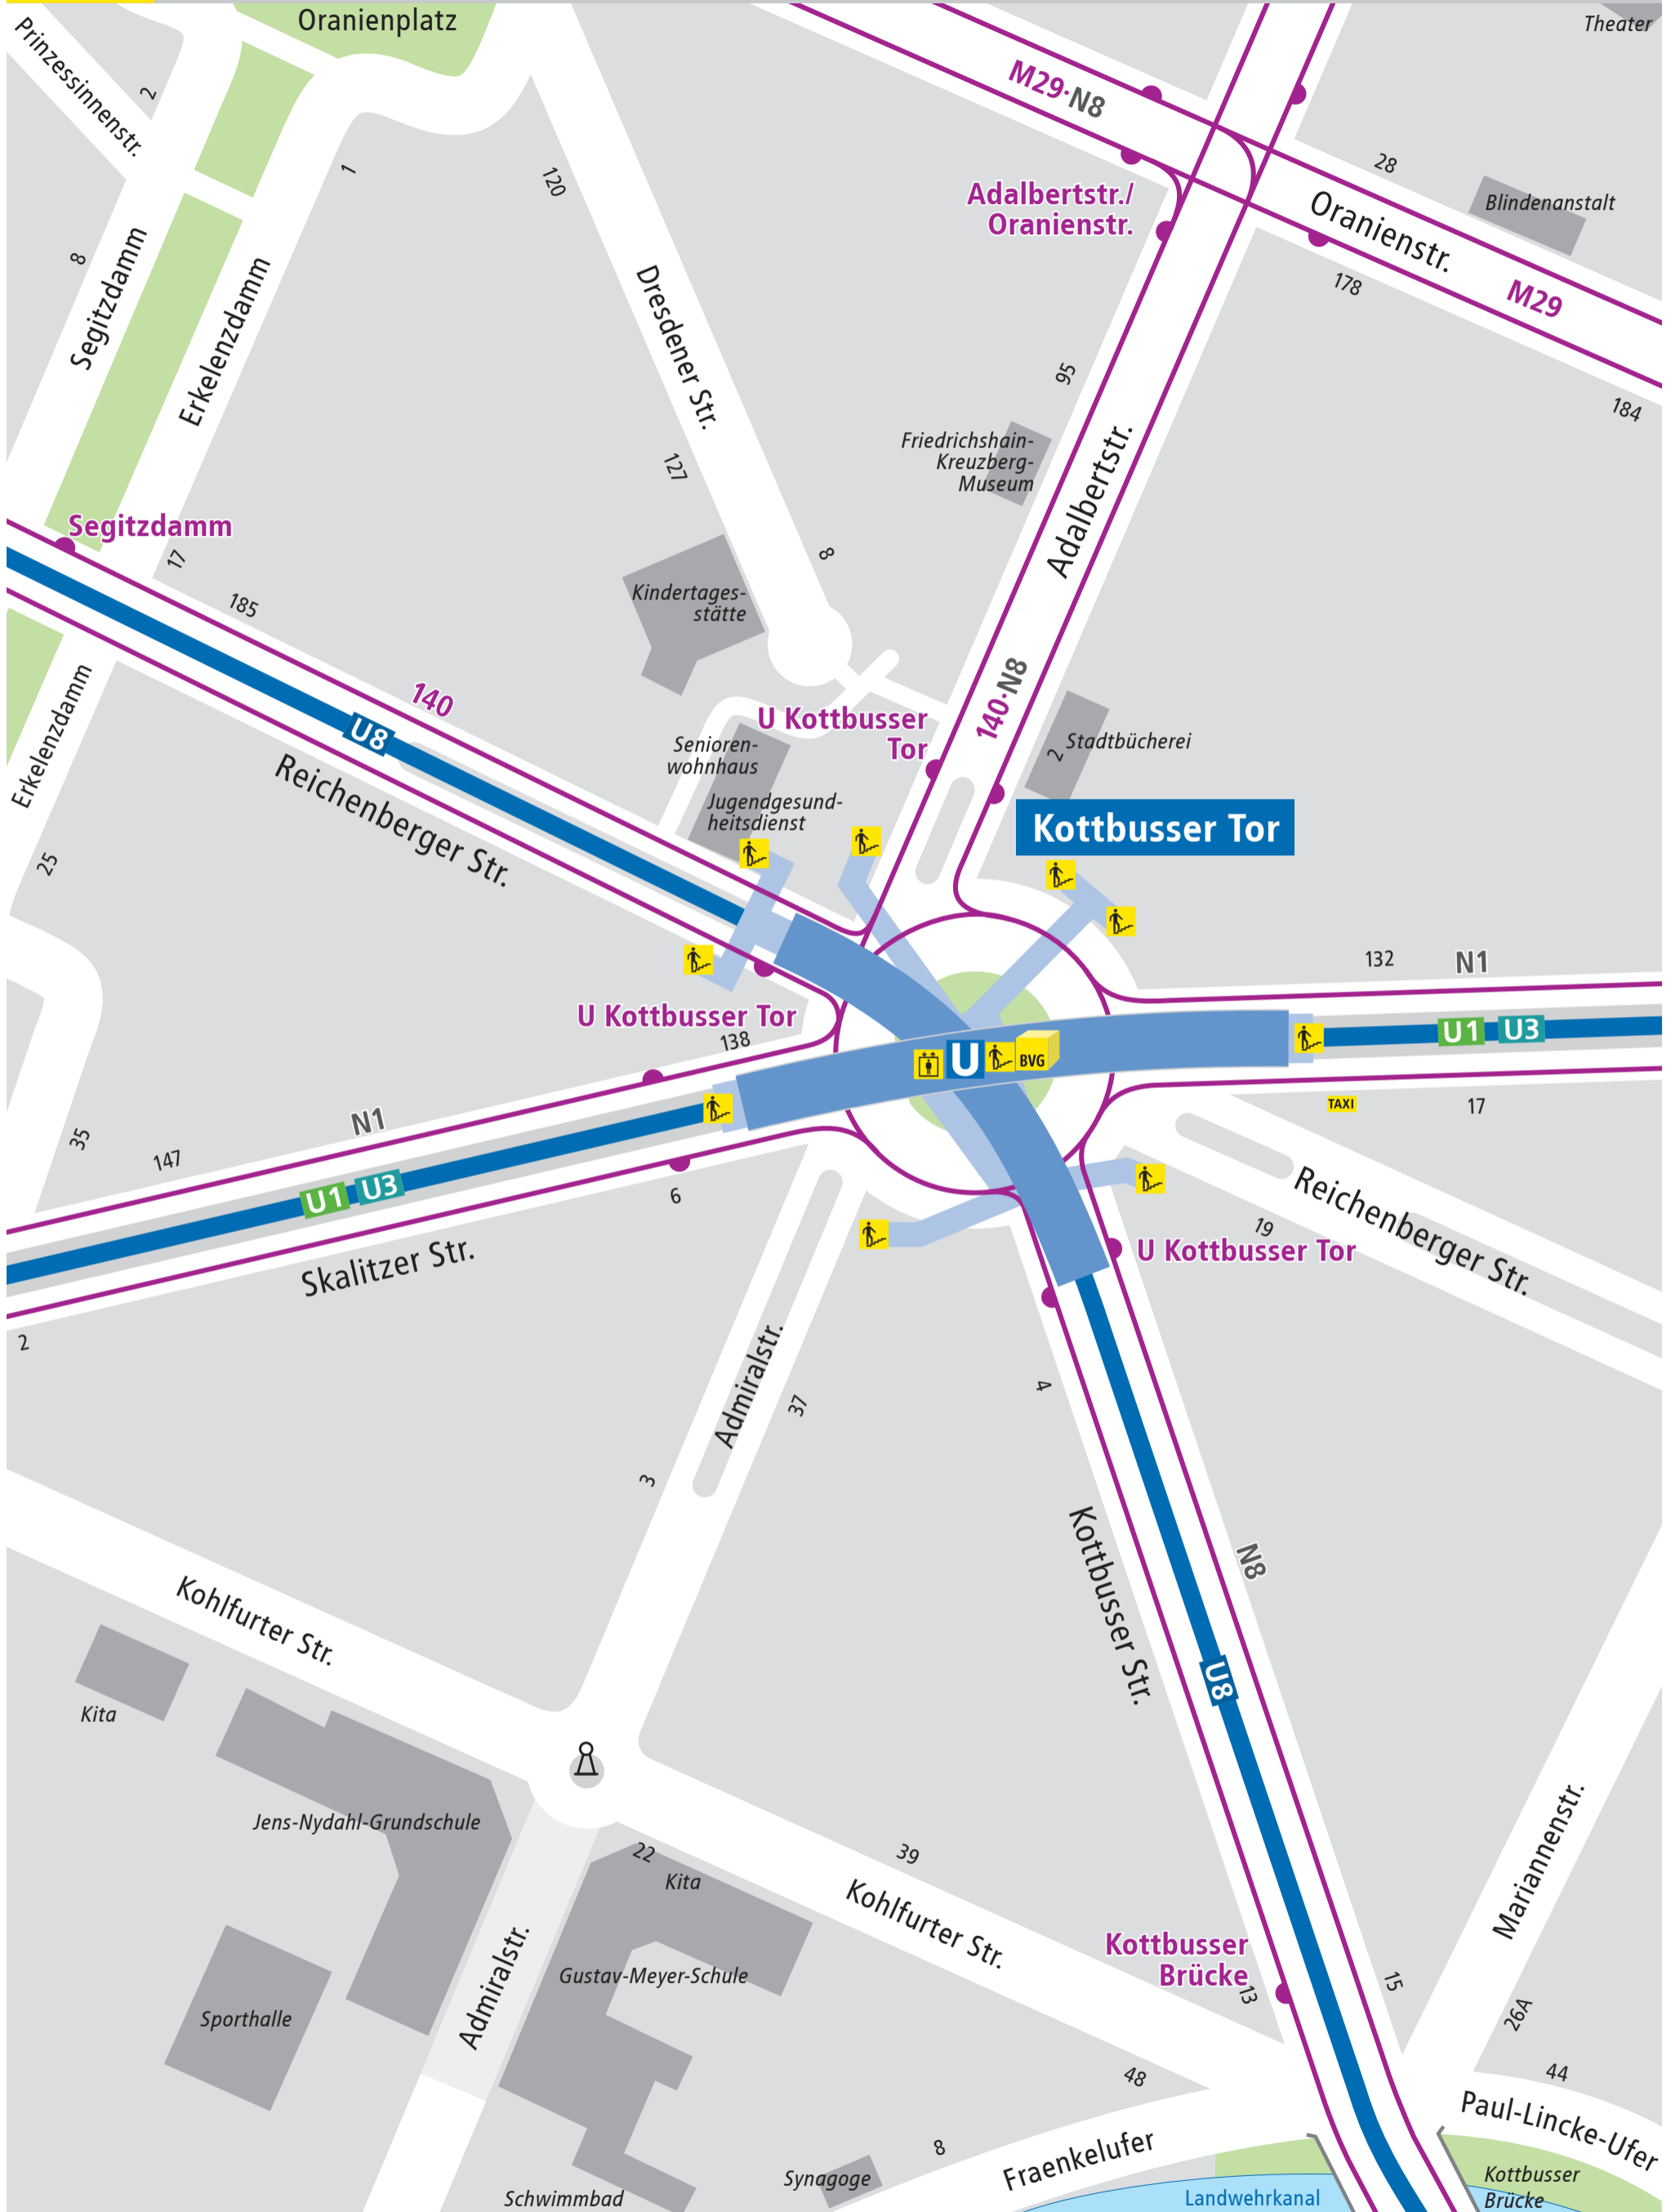 Oranienplatz
Theater
Prinzessinnenstr.
2
M29·N8
1
120
28
Blindenanstalt
Adalbertstr./
Oranienstr.
Oranienstr.
8
Segitzdamm
Erkelenzdamm
Dresdener Str.
178
M29
184
95
Friedrichshain-
Kreuzberg-
Museum
Adalbertstr.
127
Segitzdamm
17
8
185
Kindertages-
stätte
140
U8
Erkelenzdamm
Reichenberger Str.
140·N8
U Kottbusser
Tor
2
Stadtbücherei
Senioren-
wohnhaus
Jugendgesund-
heitsdienst
Kottbusser Tor
25
132
N1
U Kottbusser Tor
138
U1 U3
U
BVG
TAXI
17
N1
35
147
U1 U3
6
Skalitzer Str.
Reichenberger Str.
19
U Kottbusser Tor
2
Admiralstr.
37
4
3
Kottbusser Str.
N8
Kohlfurter Str.
U8
Kita
Jens-Nydahl-Grundschule
22
Kita
39
Kohlfurter Str.
Mariannenstr.
Admiralstr.
Gustav-Meyer-Schule
Sporthalle
Kottbusser
Brücke
13
15
26A
48
44
Paul-Lincke-Ufer
8
Fraenkelufer
Synagoge
Schwimmbad
Landwehrkanal
Kottbusser
Brücke